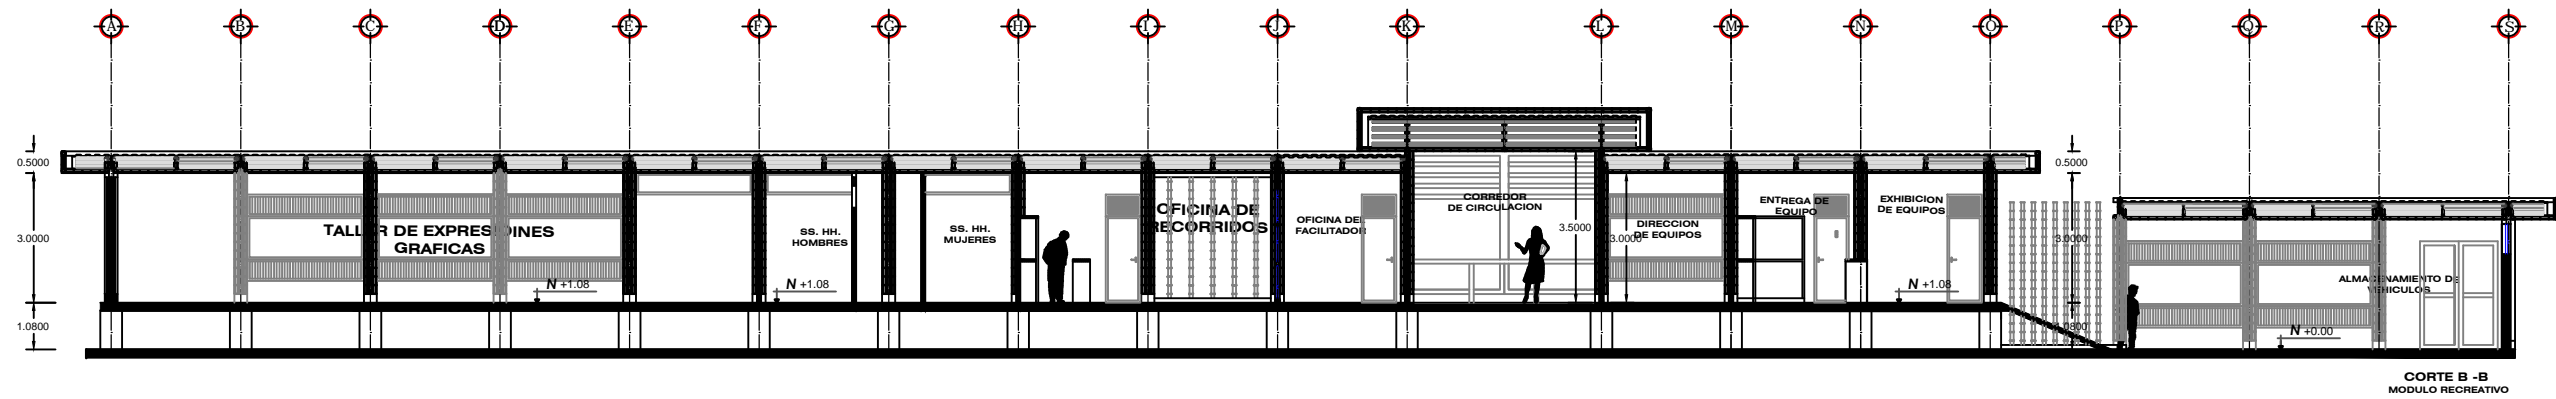 A B C D E F G H I J K L M N O P Q R S
0.5000
3.0000
1.0800
TALLER DE EXPRESIONES
GRAFICAS
N +1.08
SS. HH.
HOMBRES
N +1.08
SS. HH.
MUJERES
OFICINA DE
RECORRIDOS
OFICINA DEL
FACILITADOR
CORREDOR
DE CIRCULACION
3.5000
3.0000
DIRECCION
DE EQUIPOS
ENTREGA DE
EQUIPO
EXHIBICION
DE EQUIPOS
N +1.08
0.5000
3.0000
1.0800
ALMACENAMIENTO DE
VEHICULOS
N +0.00
CORTE B -B
MODULO RECREATIVO